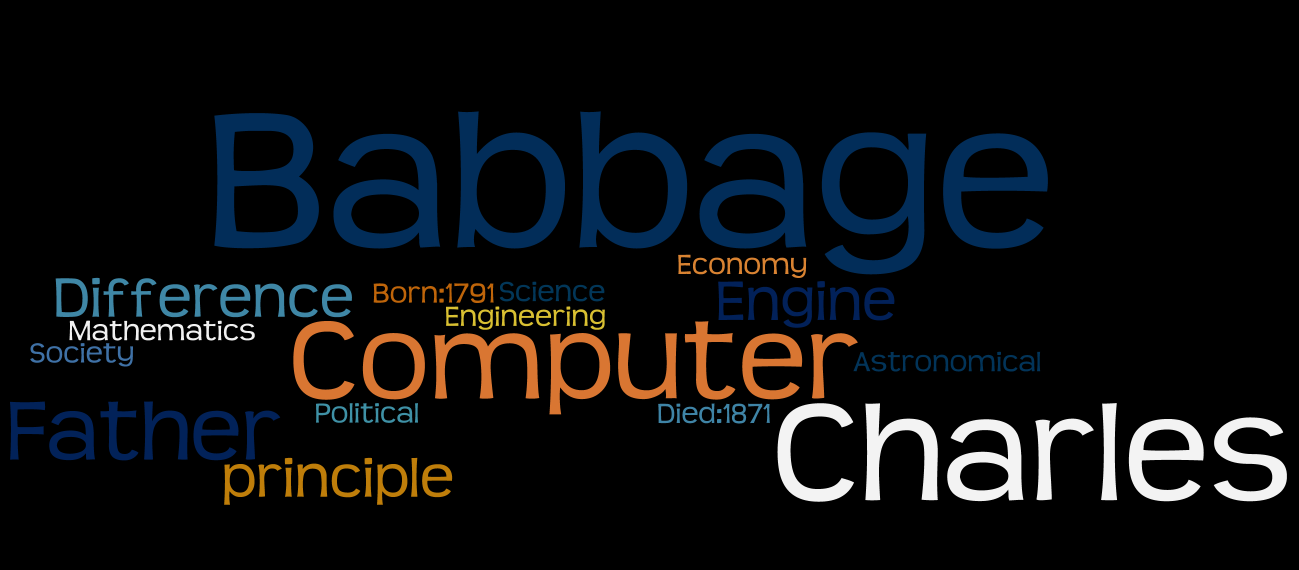 Babbage
Economy
Difference Born:1791 Science Engine
Mathematics Engineering
Society Computer Astronomical
Father Political Died:1871 Charles
principle